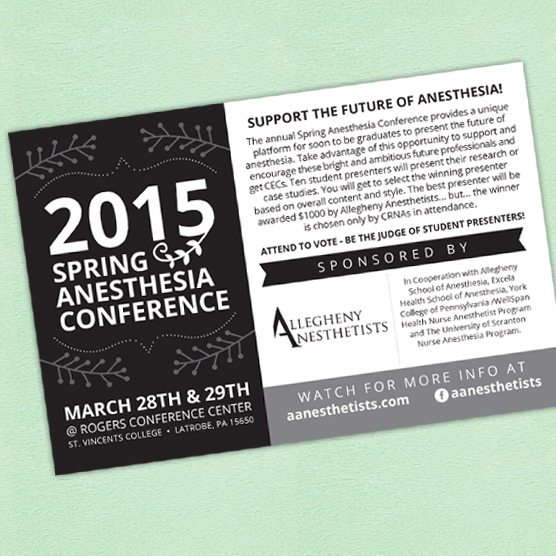 2015
SPRING
ANESTHESIA
CONFERENCE
MARCH 28TH & 29TH
@ ROGERS CONFERENCE CENTER
ST. VINCENTS COLLEGE • LATROBE, PA 15650
SUPPORT THE FUTURE OF ANESTHESIA!
The annual Spring Anesthesia Conference provides a unique
platform for soon to be graduates to present the future of
anesthesia. Take advantage of this opportunity to support and
encourage these bright and ambitious future professionals and
get CECs. Ten student presenters will present their research or
case studies. You will get to select the winning presenter
based on overall content and style. The best presenter will be
awarded $1000 by Allegheny Anesthetists... but... the winner
is chosen only by CRNAs in attendance.
ATTEND TO VOTE - BE THE JUDGE OF STUDENT PRESENTERS!
SPONSORED BY
ALLEGHENY
ANESTHETISTS
In Cooperation with Allegheny
School of Anesthesia, Excela
Health School of Anesthesia, York
College of Pennsylvania /WellSpan
Health Nurse Anesthetist Program
and The University of Scranton
Nurse Anesthesia Program.
WATCH FOR MORE INFO AT
aanesthetists.com f aanesthetists